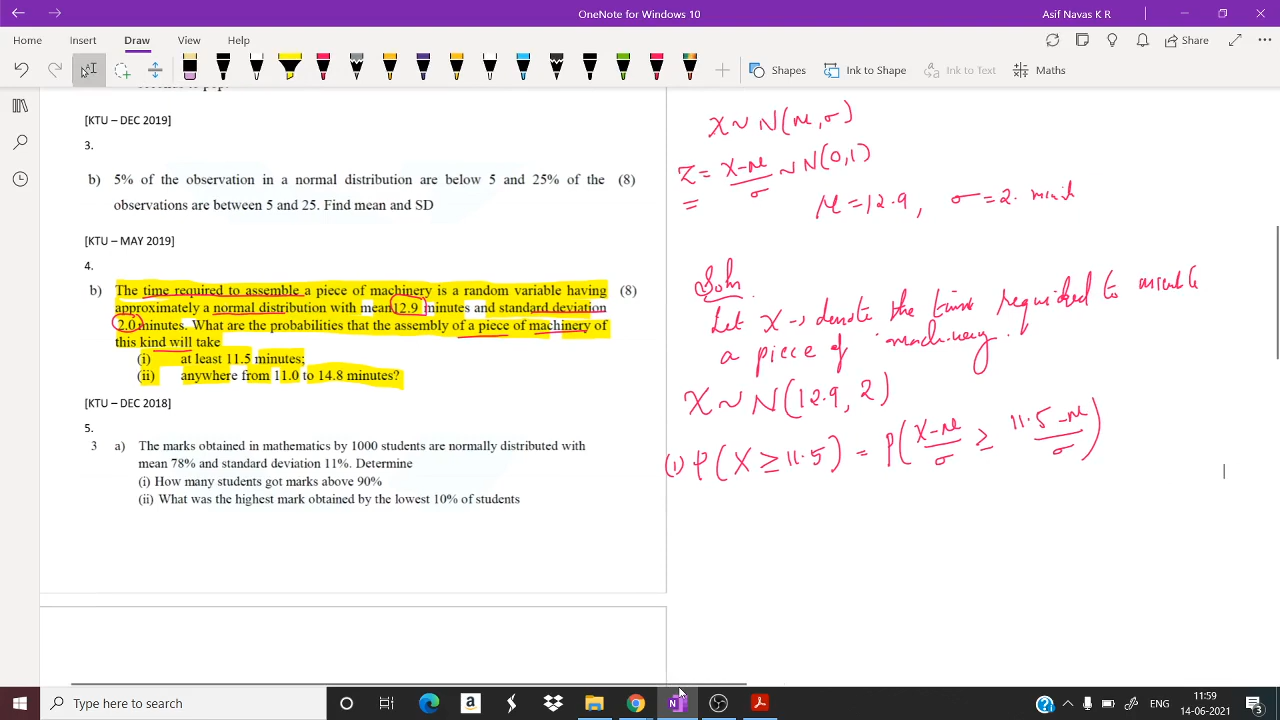 OneNote for Windows 10
Asif Navas K R
Home Insert Draw View Help
Share
Shapes
Ink to Shape
Ink to Text
Maths
seconds to pop.
[KTU – DEC 2019]
3.
b) 5% of the observation in a normal distribution are below 5 and 25% of the (8)
observations are between 5 and 25. Find mean and SD
[KTU – MAY 2019]
4.
b) The time required to assemble a piece of machinery is a random variable having (8)
approximately a normal distribution with mean 12.9 minutes and standard deviation
2.0 minutes. What are the probabilities that the assembly of a piece of machinery of
this kind will take
(i) at least 11.5 minutes;
(ii) anywhere from 11.0 to 14.8 minutes?
[KTU – DEC 2018]
5.
3 a) The marks obtained in mathematics by 1000 students are normally distributed with
mean 78% and standard deviation 11%. Determine
(i) How many students got marks above 90%
(ii) What was the highest mark obtained by the lowest 10% of students
X ~ N(μ, σ)
Z = X-μ/σ ~ N(0,1)
μ = 12.9, σ = 2.
Soln
Let X → denote the time required to
a piece of machinery.
X ~ N(12.9, 2)
(i) P(X ≥ 11.5) = P(X-μ/σ ≥ 11.5-μ/σ)
Type here to search
ENG
11:59
14-06-2021